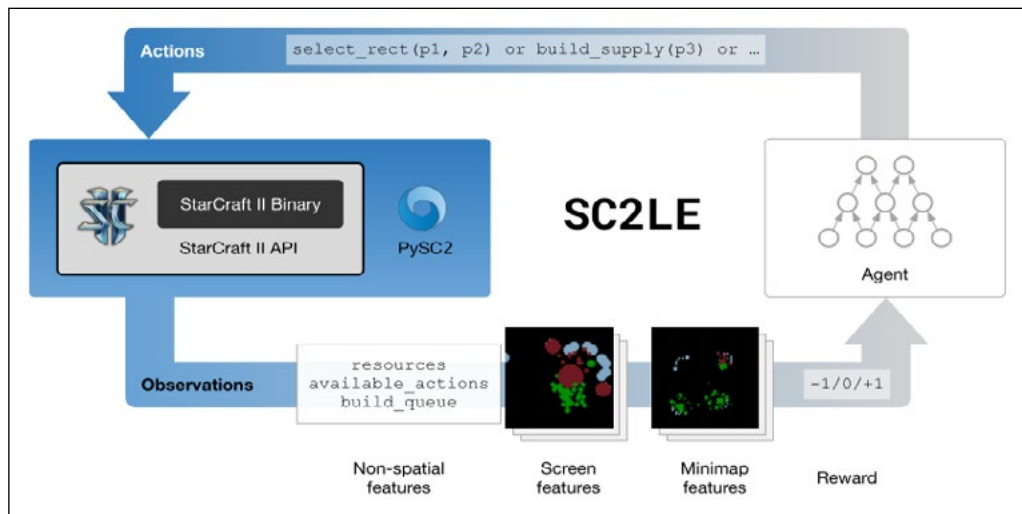 Actions
select_rect(p1, p2) or build_supply(p3) or …
StarCraft II Binary
StarCraft II API
PySC2
SC2LE
Agent
Observations
resources
available_actions
build_queue
-1/0/+1
Non-spatial
features
Screen
features
Minimap
features
Reward